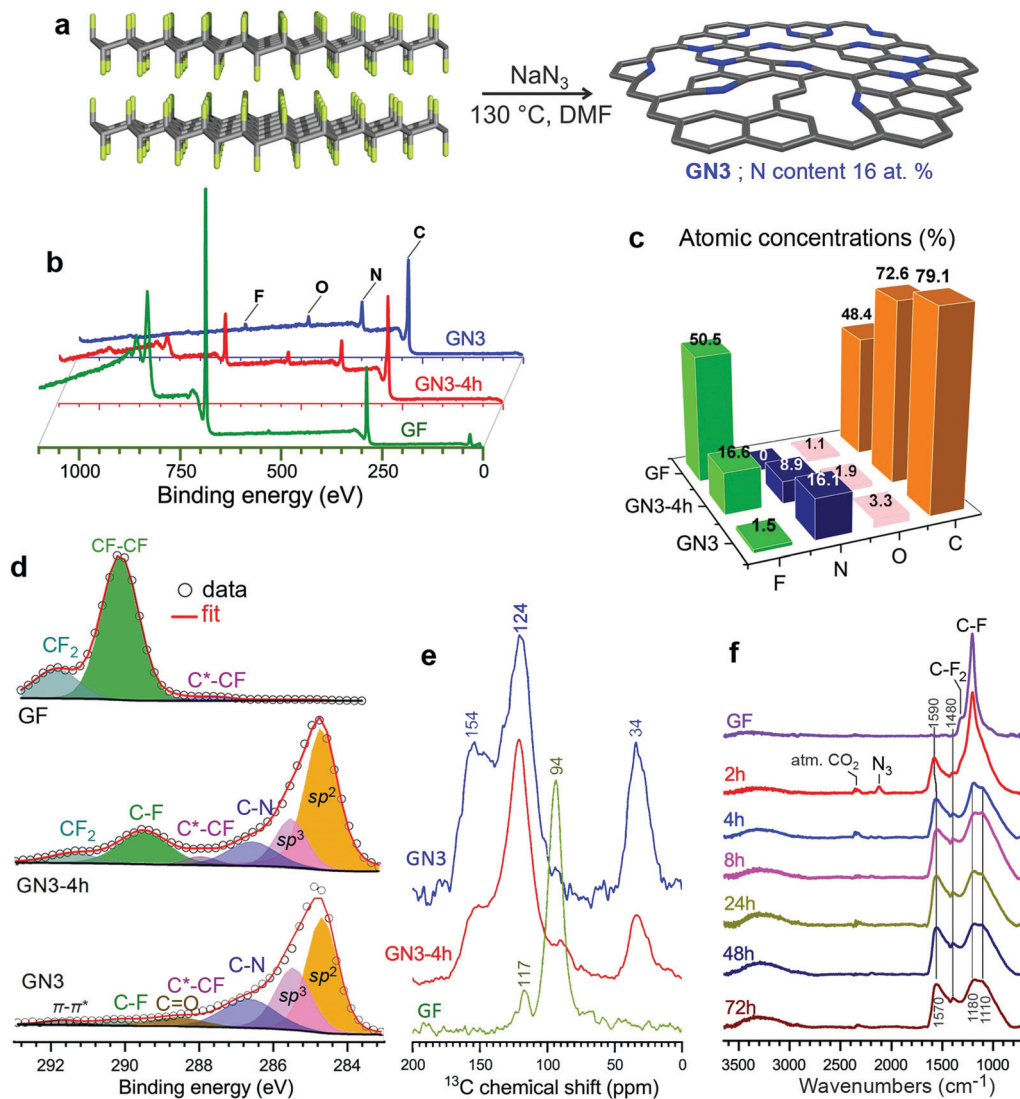 a
NaN3
130 °C, DMF
GN3 ; N content 16 at. %
b
F
O
N
C
GN3
GN3-4h
GF
1000
750
500
250
0
Binding energy (eV)
c
Atomic concentrations (%)
50.5
16.6
1.5
0
8.9
16.1
1.1
1.9
3.3
48.4
72.6
79.1
GF
GN3-4h
GN3
F
N
O
C
d
CF-CF
data
fit
CF2
C*-CF
GF
CF2
C-F
C*-CF
C-N
sp3
sp2
GN3-4h
GN3
π-π*
C-F
C=O
C*-CF
C-N
sp3
sp2
292
290
288
286
284
Binding energy (eV)
e
154
124
34
94
117
GN3
GN3-4h
GF
200
150
100
50
0
13C chemical shift (ppm)
f
C-F
C-F2
1590
1480
GF
2h
atm. CO2
N3
4h
8h
24h
48h
72h
1570
1180
1110
3500
3000
2500
2000
1500
1000
Wavenumbers (cm-1)